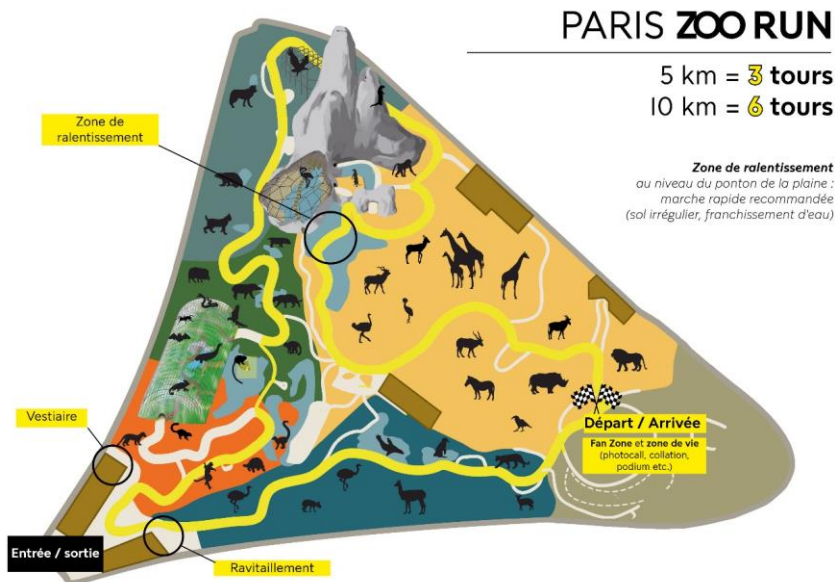 PARIS ZOO RUN
5 km = 3 tours
10 km = 6 tours
Zone de ralentissement
au niveau du ponton de la plaine :
marche rapide recommandée
(sol irrégulier, franchissement d'eau)
Zone de
ralentissement
Vestiaire
Départ / Arrivée
Fan Zone et zone de vie
(photocall, collation,
podium etc.)
Entrée / sortie
Ravitaillement